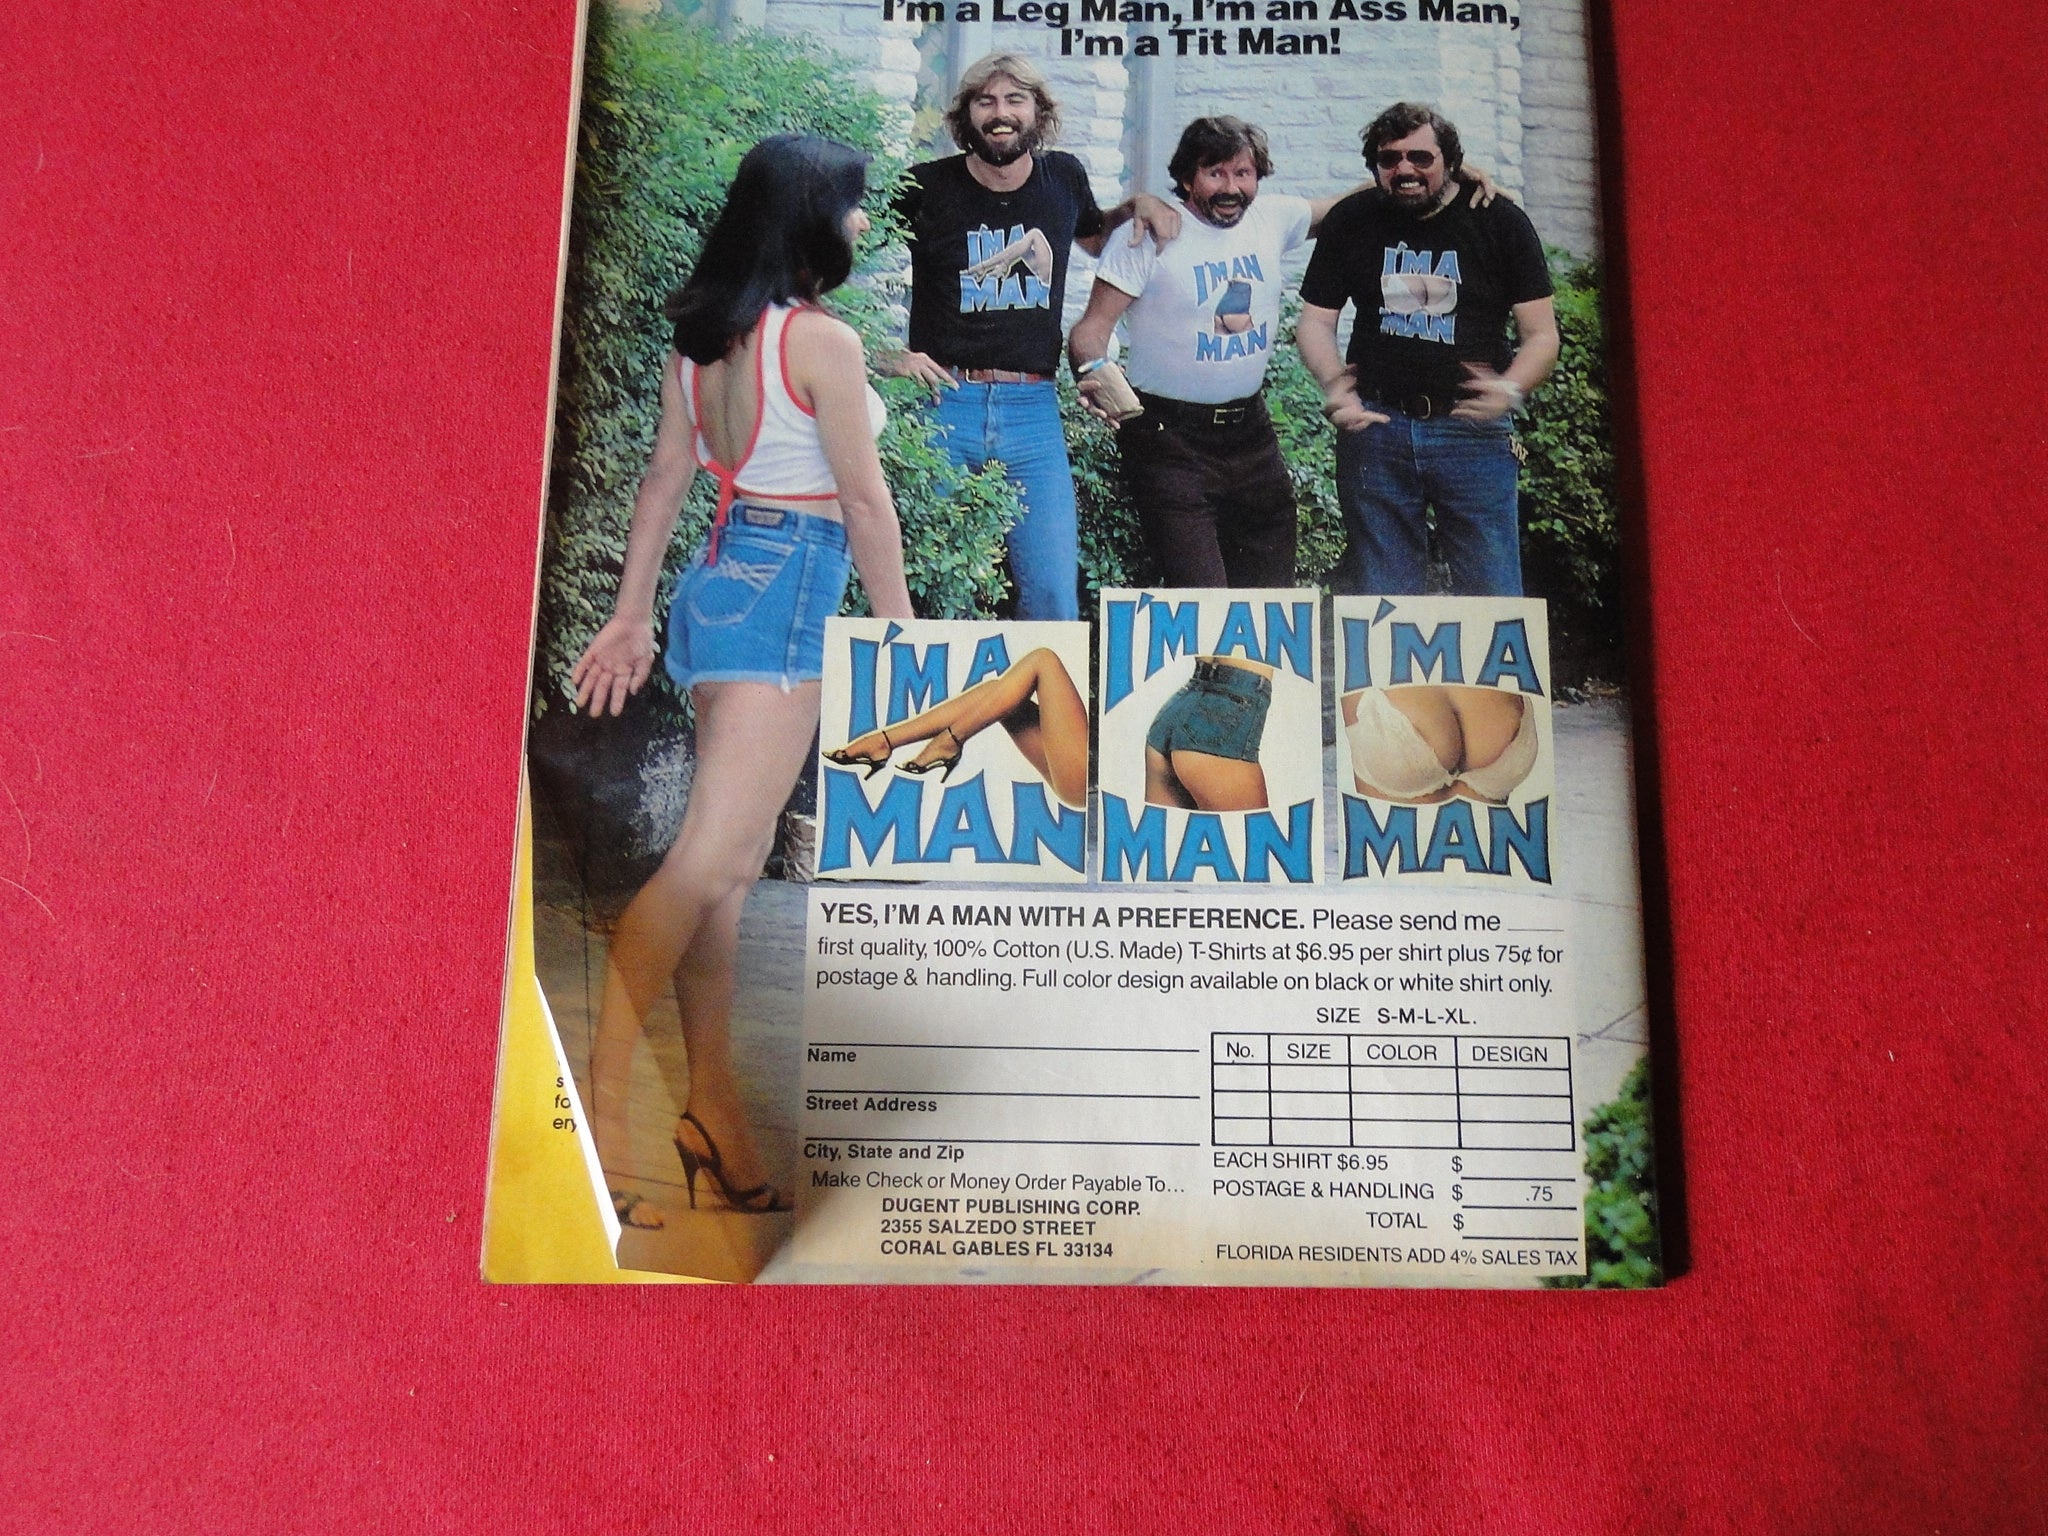 I'm a Leg Man, I'm an Ass Man,
I'm a Tit Man!
I'M A
MAN
I'M AN
MAN
I'M A
MAN
I'M A
MAN
I'M AN
MAN
I'M A
MAN
YES, I'M A MAN WITH A PREFERENCE. Please send me ____
first quality, 100% Cotton (U.S. Made) T-Shirts at $6.95 per shirt plus 75¢ for
postage & handling. Full color design available on black or white shirt only.
SIZE S-M-L-XL.
No. SIZE COLOR DESIGN
Name
Street Address
City, State and Zip
Make Check or Money Order Payable To...
DUGENT PUBLISHING CORP.
2355 SALZEDO STREET
CORAL GABLES FL 33134
EACH SHIRT $6.95 $
POSTAGE & HANDLING $ .75
TOTAL $
FLORIDA RESIDENTS ADD 4% SALES TAX